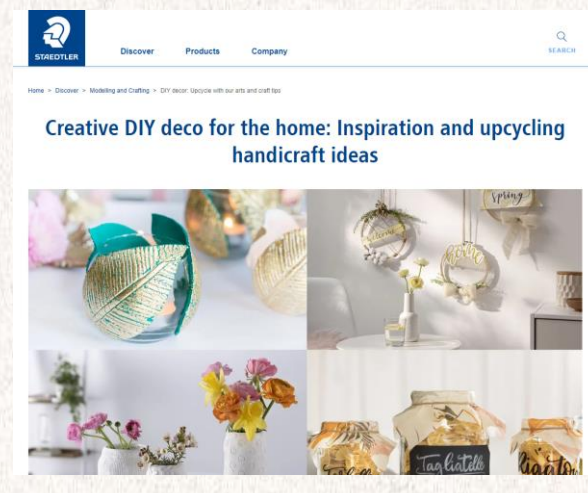 STAEDTLER
Discover Products Company
SEARCH
Home > Discover > Modelling and Crafting > DIY decor: Upcycle with our arts and craft tips
Creative DIY deco for the home: Inspiration and upcycling
handicraft ideas
Spring
welcome
Tagliatelle